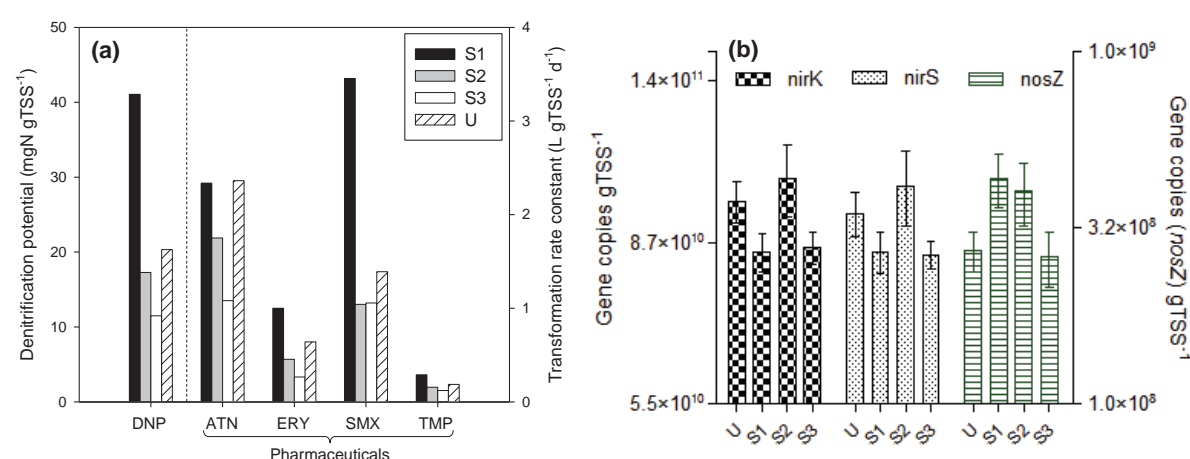 (a)
Denitrification potential (mgN gTSS⁻¹)
50
40
30
20
10
0
S1
S2
S3
U
4
3
2
1
0
Transformation rate constant (L gTSS⁻¹ d⁻¹)
DNP ATN ERY SMX TMP
Pharmaceuticals
(b)
Gene copies gTSS⁻¹
1.4×10¹¹
8.7×10¹⁰
5.5×10¹⁰
nirK nirS nosZ
1.0×10⁹
3.2×10⁸
1.0×10⁸
Gene copies (nosZ) gTSS⁻¹
U S1 S2 S3 U S1 S2 S3 U S1 S2 S3